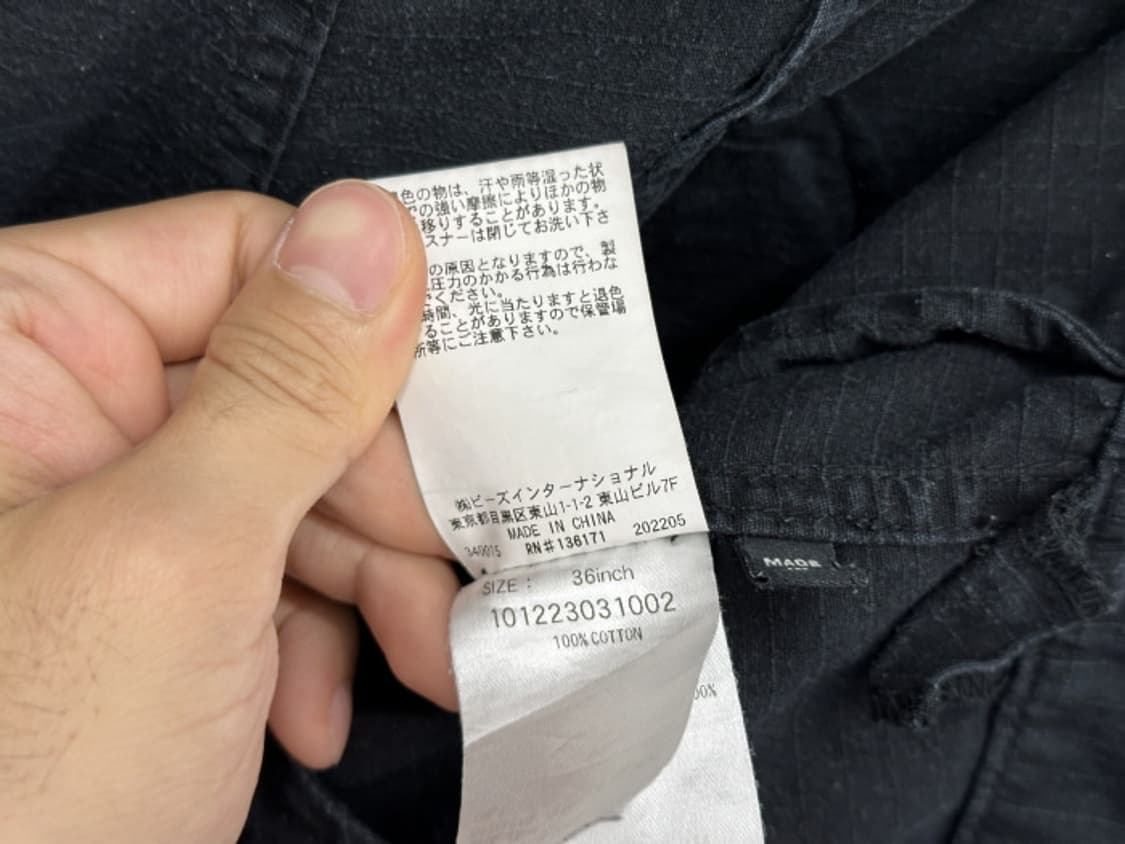 色の物は、汗や雨等湿った状
での強い摩擦によりほかの物
移りすることがあります。
スナーは閉じてお洗い下さ
の原因となりますので、製
圧力のかかる行為は行わな
ください。
時間、光に当たりますと退色
ることがありますので保管場
所等にご注意下さい。
㈱ビーズインターナショナル
東京都目黒区東山1-1-2 東山ビル7F
MADE IN CHINA
340015 RN#136171 202205
SIZE : 36inch
101223031002
100% COTTON
00%
MADE